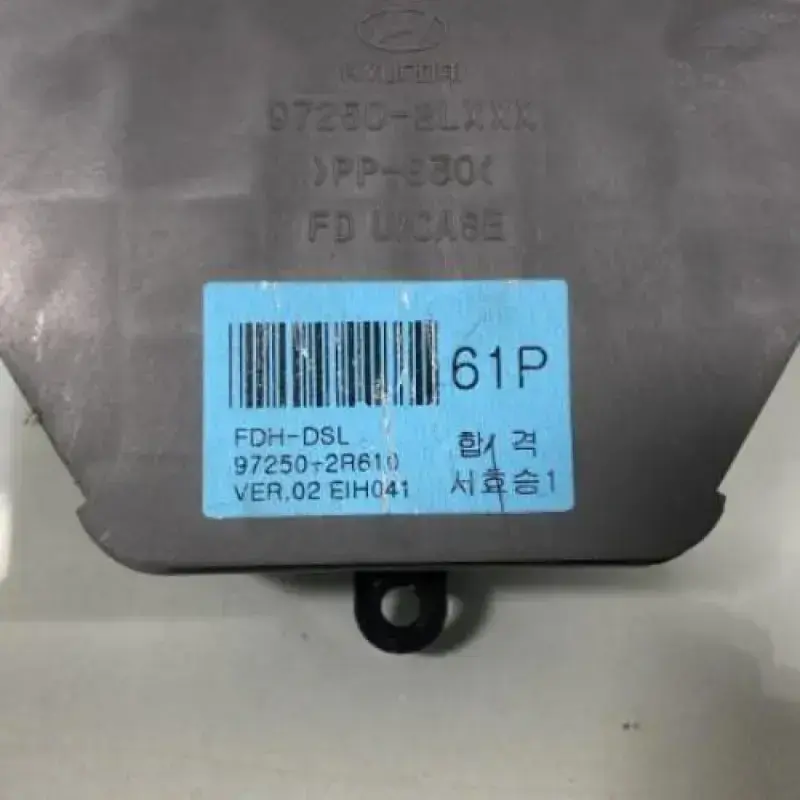 HYUNDAI
97250-2LXXX
>PP-E30<
FD U/CASE
61P
FDH-DSL
97250-2R610
VER.02 EIH041
합 격
서효승1